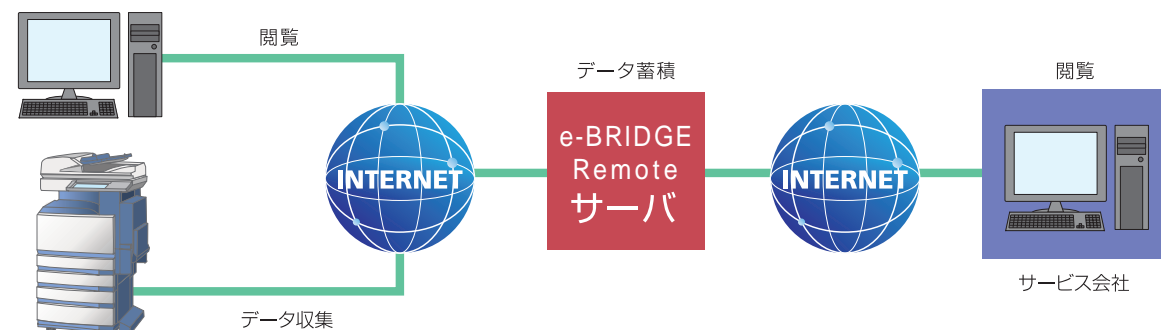 閲覧
データ蓄積
閲覧
e-BRIDGE
Remote
サーバ
INTERNET
INTERNET
サービス会社
データ収集